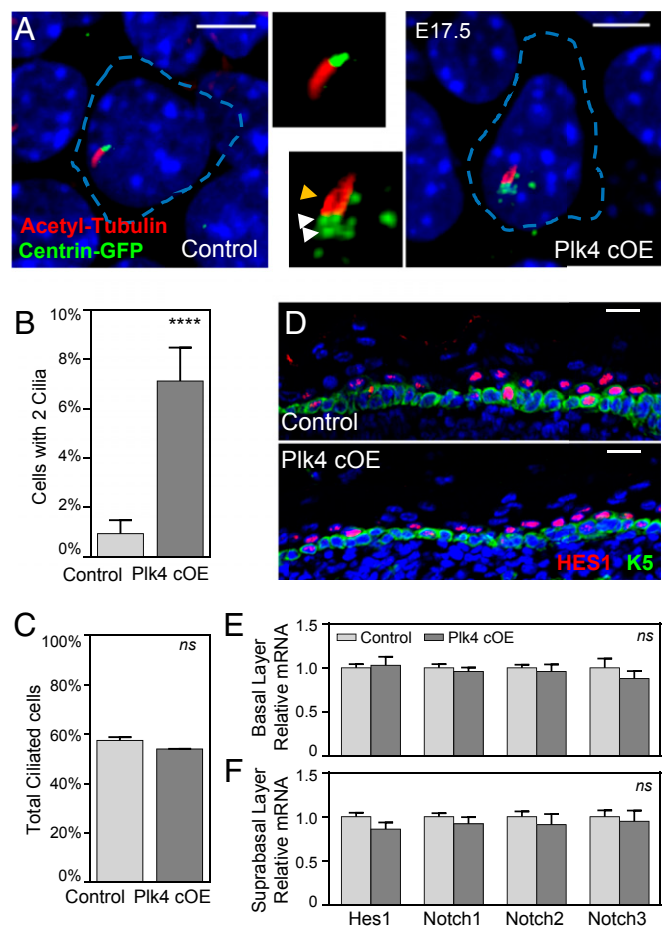 A
E17.5
Acetyl-Tubulin
Centrin-GFP
Control
Plk4 cOE
B
Cells with 2 Cilia
10%
8%
6%
4%
2%
0%
****
Control Plk4 cOE
C
Total Ciliated cells
100%
80%
60%
40%
20%
0%
ns
Control Plk4 cOE
D
Control
Plk4 cOE
HES1 K5
E
Basal Layer
Relative mRNA
1.5
1.0
0.5
0
Control Plk4 cOE
ns
F
Suprabasal Layer
Relative mRNA
1.5
1.0
0.5
0
ns
Hes1 Notch1 Notch2 Notch3